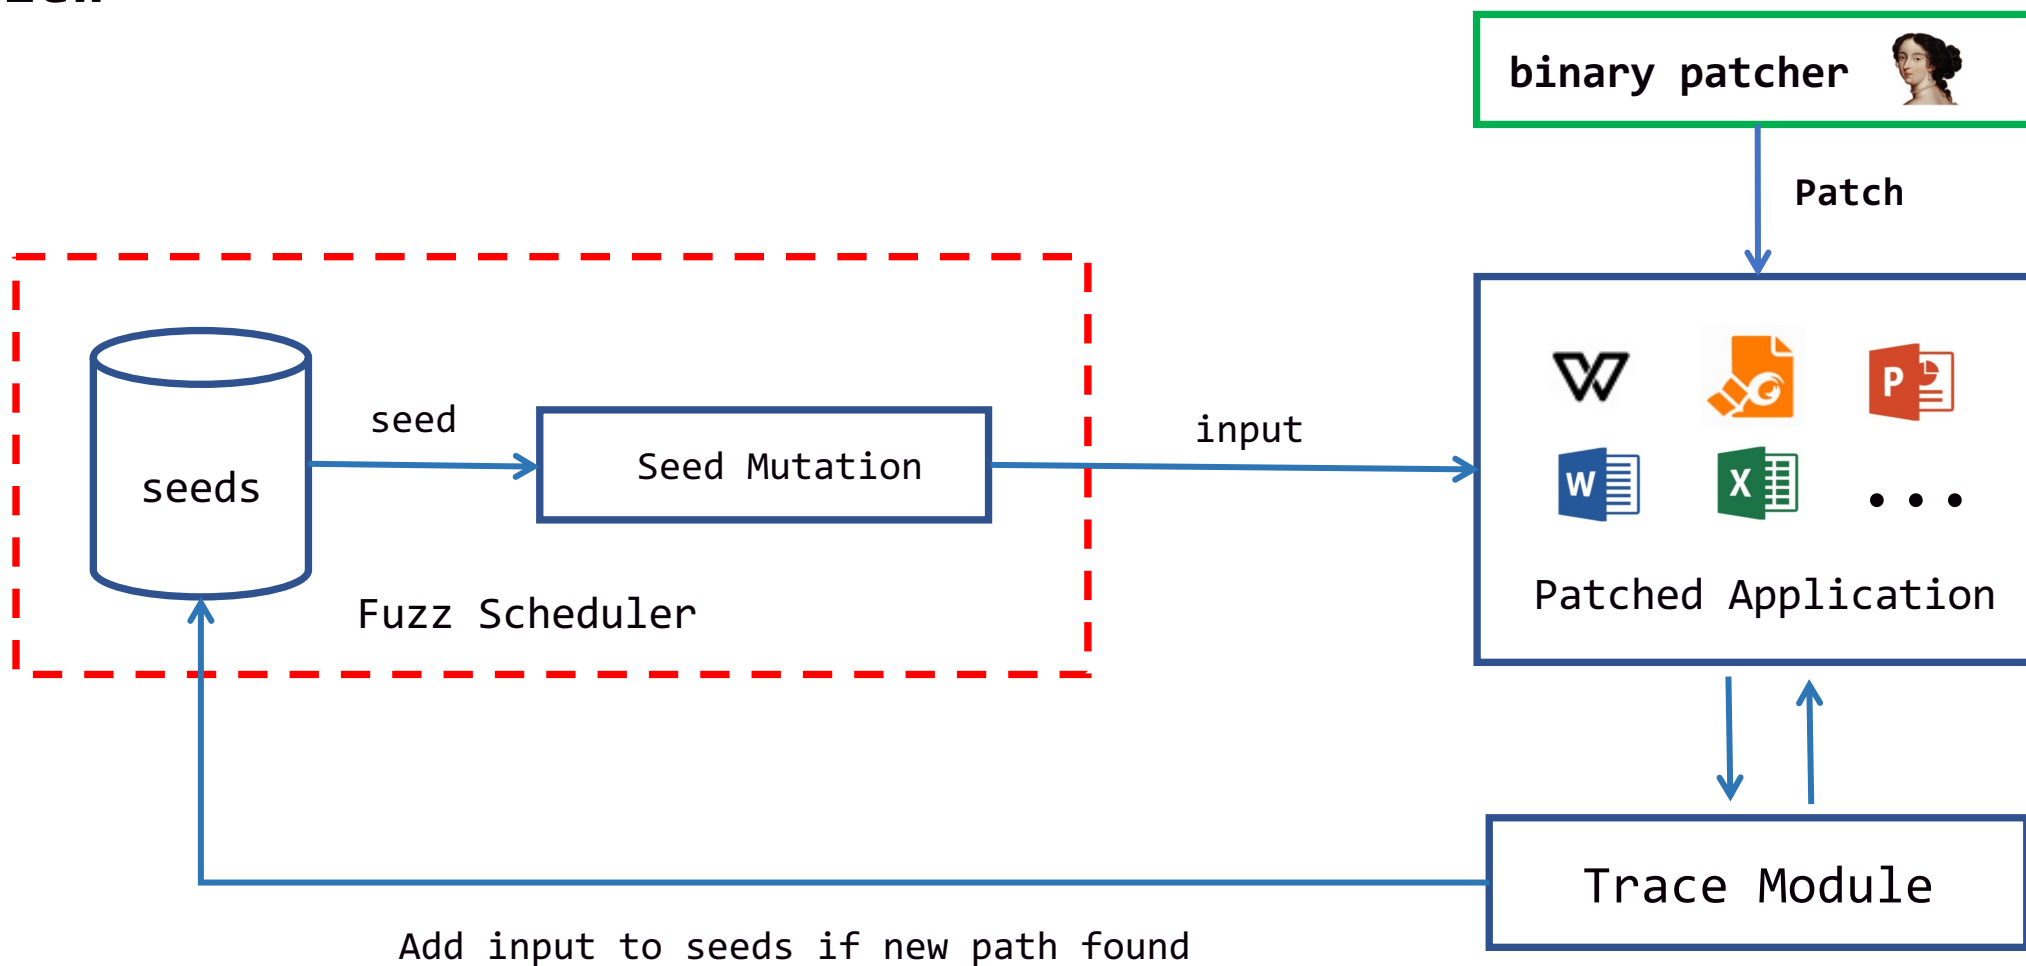 binary patcher
Patch
seed
input
Seed Mutation
seeds
Fuzz Scheduler
P
W
X
...
Patched Application
Trace Module
Add input to seeds if new path found